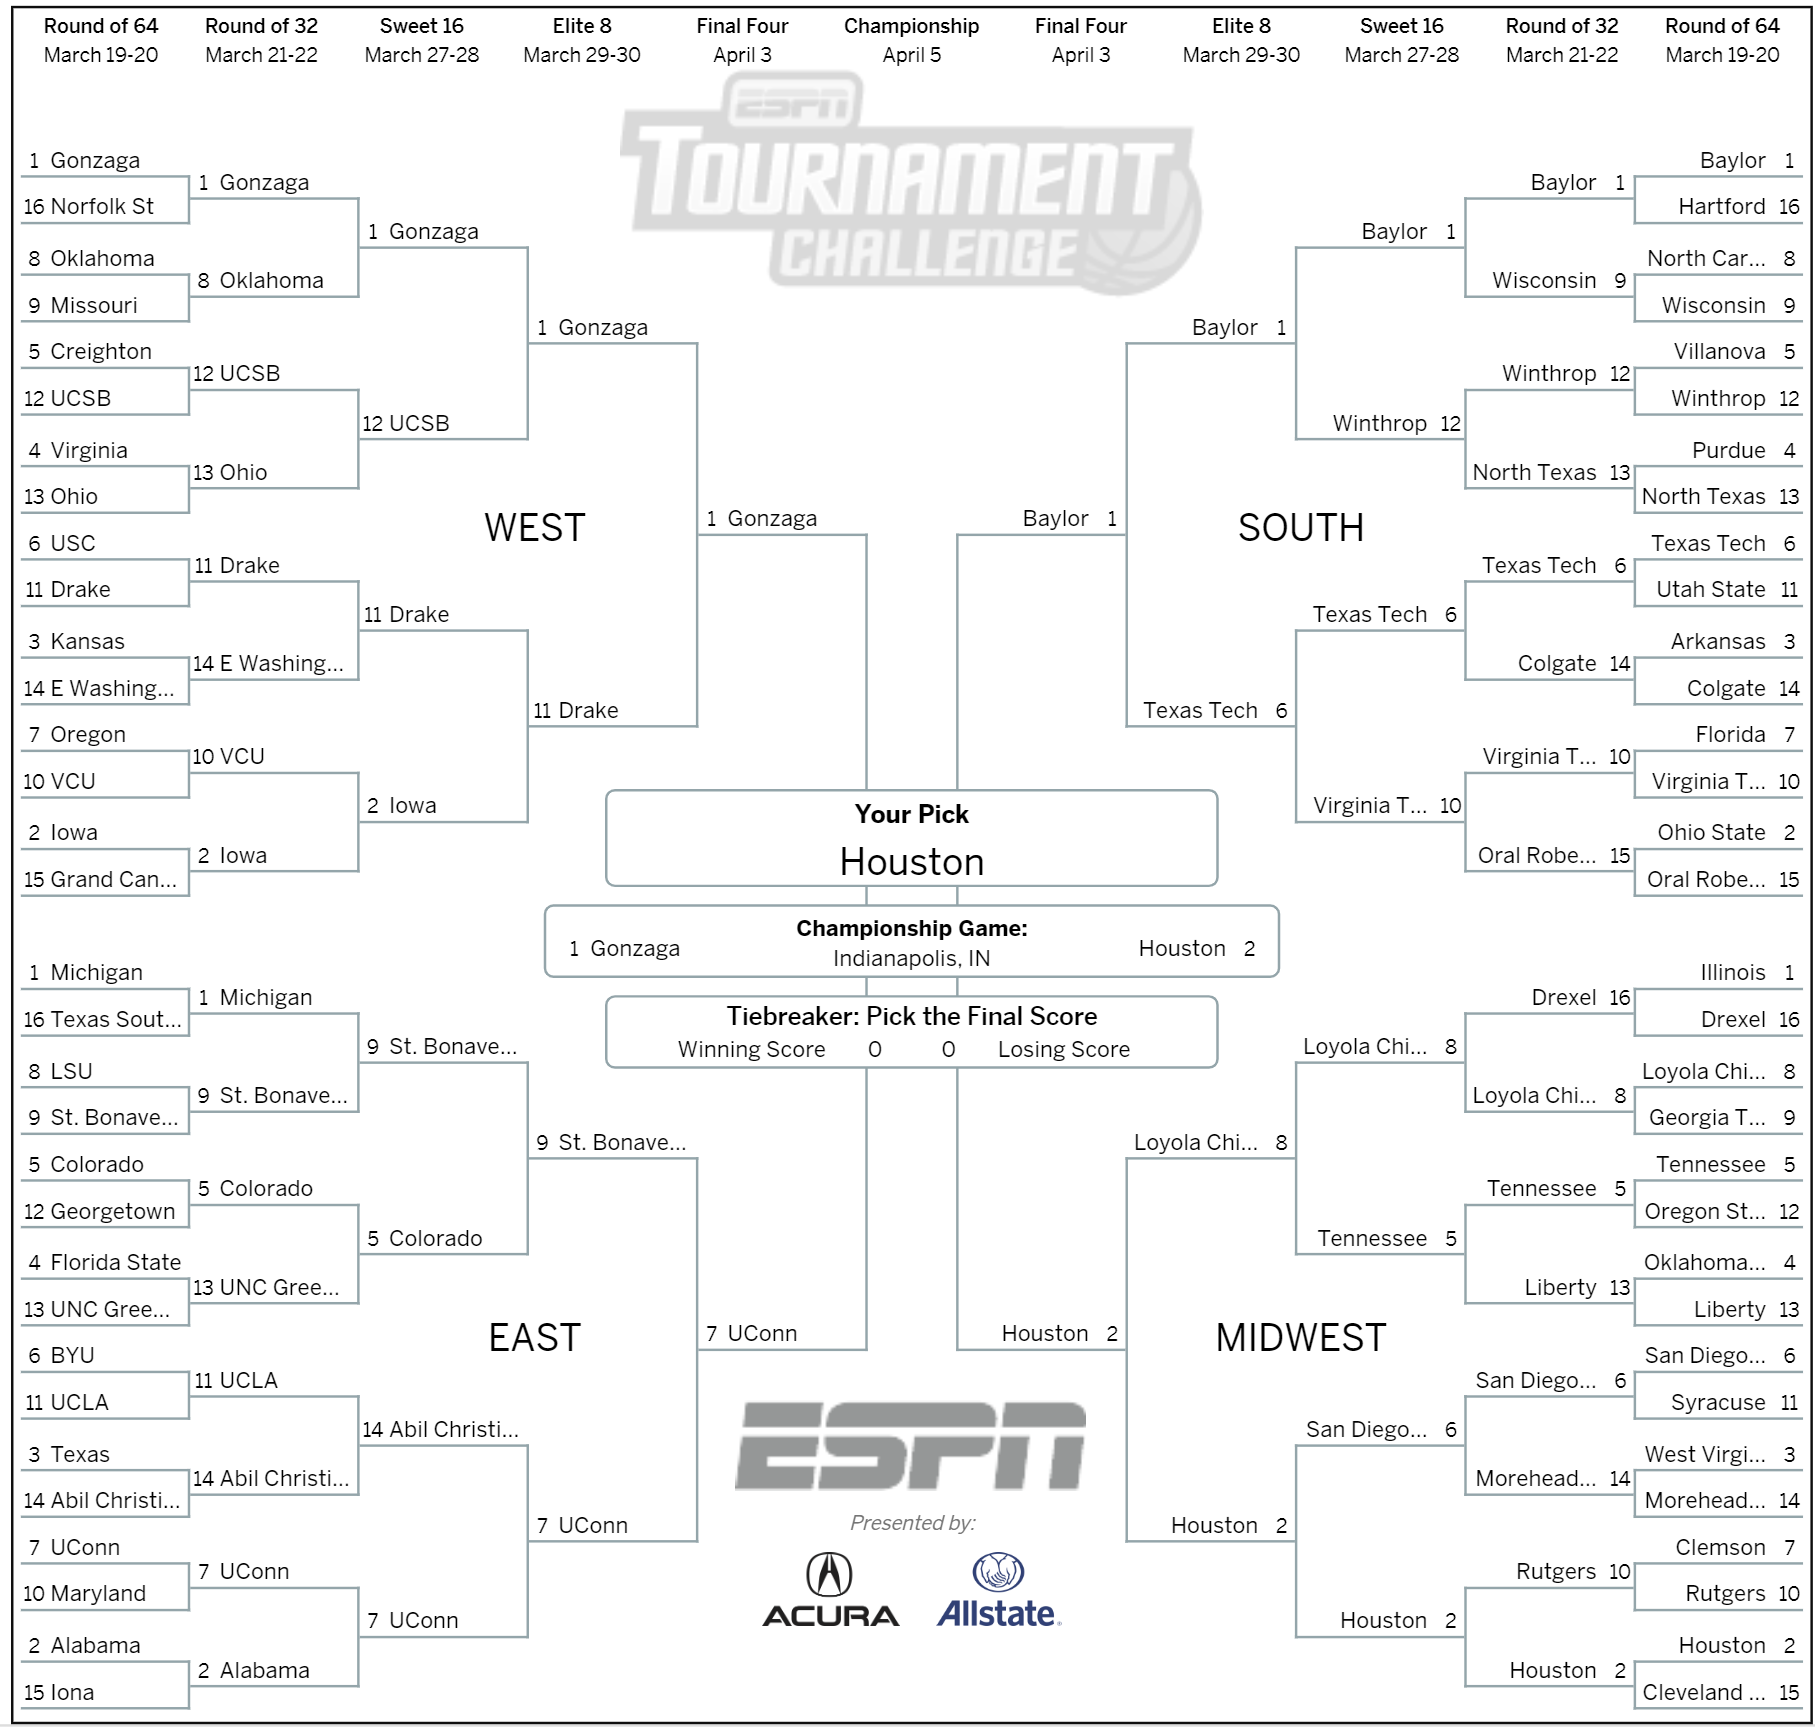 Round of 64
March 19-20
Round of 32
March 21-22
Sweet 16
March 27-28
Elite 8
March 29-30
Final Four
April 3
Championship
April 5
Final Four
April 3
Elite 8
March 29-30
Sweet 16
March 27-28
Round of 32
March 21-22
Round of 64
March 19-20
ESPN
TOURNAMENT
CHALLENGE
WEST
1 Gonzaga
16 Norfolk St
8 Oklahoma
9 Missouri
5 Creighton
12 UCSB
4 Virginia
13 Ohio
6 USC
11 Drake
3 Kansas
14 E Washing...
7 Oregon
10 VCU
2 Iowa
15 Grand Can...
1 Gonzaga
8 Oklahoma
12 UCSB
13 Ohio
11 Drake
14 E Washing...
10 VCU
2 Iowa
1 Gonzaga
12 UCSB
11 Drake
2 Iowa
1 Gonzaga
11 Drake
1 Gonzaga
EAST
1 Michigan
16 Texas Sout...
8 LSU
9 St. Bonave...
5 Colorado
12 Georgetown
4 Florida State
13 UNC Gree...
6 BYU
11 UCLA
3 Texas
14 Abil Christi...
7 UConn
10 Maryland
2 Alabama
15 Iona
1 Michigan
9 St. Bonave...
5 Colorado
13 UNC Gree...
11 UCLA
14 Abil Christi...
7 UConn
2 Alabama
9 St. Bonave...
5 Colorado
14 Abil Christi...
7 UConn
9 St. Bonave...
7 UConn
7 UConn
Your Pick
Houston
Championship Game:
1 Gonzaga
Indianapolis, IN
Houston 2
Tiebreaker: Pick the Final Score
Winning Score 0 0 Losing Score
SOUTH
Baylor 1
Baylor 1
Texas Tech 6
Baylor 1
Winthrop 12
Texas Tech 6
Virginia T... 10
Baylor 1
Wisconsin 9
Winthrop 12
North Texas 13
Texas Tech 6
Colgate 14
Virginia T... 10
Oral Robe... 15
Baylor 1
Hartford 16
North Car... 8
Wisconsin 9
Villanova 5
Winthrop 12
Purdue 4
North Texas 13
Texas Tech 6
Utah State 11
Arkansas 3
Colgate 14
Florida 7
Virginia T... 10
Ohio State 2
Oral Robe... 15
MIDWEST
Houston 2
Loyola Chi... 8
Houston 2
Loyola Chi... 8
Tennessee 5
San Diego... 6
Houston 2
Drexel 16
Loyola Chi... 8
Tennessee 5
Liberty 13
San Diego... 6
Morehead... 14
Rutgers 10
Houston 2
Illinois 1
Drexel 16
Loyola Chi... 8
Georgia T... 9
Tennessee 5
Oregon St... 12
Oklahoma... 4
Liberty 13
San Diego... 6
Syracuse 11
West Virgi... 3
Morehead... 14
Clemson 7
Rutgers 10
Houston 2
Cleveland ... 15
ESPN
Presented by:
ACURA
Allstate.